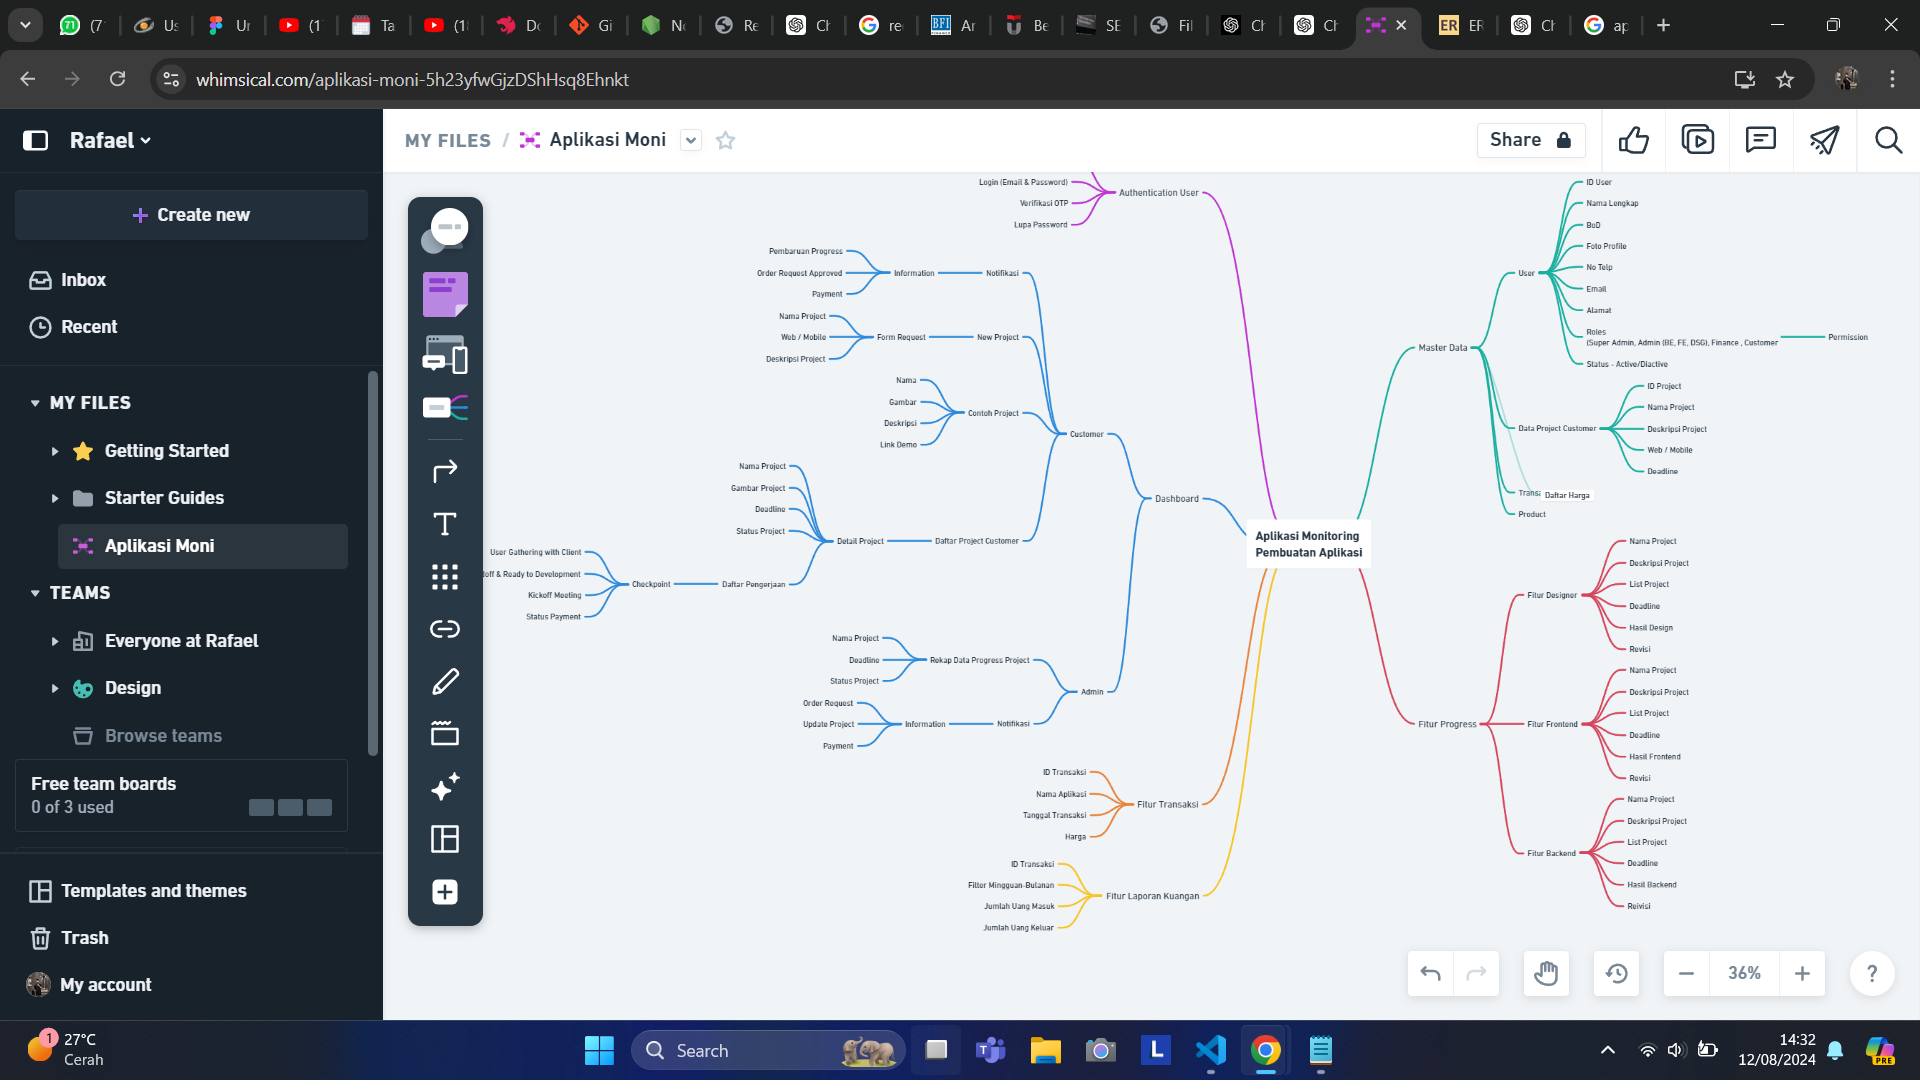 (7
Us
Ur
(1
Ta
(18
Do
Gi
No
Re
Ch
re
Ar
Be
SE
Fil
Ch
Ch
ER
Ch
ap
whimsical.com/aplikasi-moni-5h23yfwGjzDShHsq8Ehnkt
Rafael
MY FILES / Aplikasi Moni
Share
Create new
Inbox
Recent
MY FILES
Getting Started
Starter Guides
Aplikasi Moni
TEAMS
Everyone at Rafael
Design
Browse teams
Free team boards
0 of 3 used
Templates and themes
Trash
My account
Login (Email & Password)
Verifikasi OTP
Lupa Password
Authentication User
Pembaruan Progress
Order Request Approved
Payment
Information
Notifikasi
Nama Project
Web / Mobile
Deskripsi Project
Form Request
New Project
Nama
Gambar
Deskripsi
Link Demo
Contoh Project
Customer
Nama Project
Gambar Project
Deadline
Status Project
Detail Project
Daftar Project Customer
User Gathering with Client
off & Ready to Development
Kickoff Meeting
Status Payment
Checkpoint
Daftar Pengerjaan
Dashboard
Nama Project
Deadline
Status Project
Rekap Data Progress Project
Admin
Order Request
Update Project
Payment
Information
Notifikasi
ID Transaksi
Nama Aplikasi
Tanggal Transaksi
Harga
Fitur Transaksi
ID Transaksi
Filter Mingguan-Bulanan
Jumlah Uang Masuk
Jumlah Uang Keluar
Fitur Laporan Kuangan
Aplikasi Monitoring
Pembuatan Aplikasi
Master Data
User
ID User
Nama Lengkap
BoD
Foto Profile
No Telp
Email
Alamat
Roles
(Super Admin, Admin (BE, FE, DSG), Finance , Customer
Permission
Status - Active/Diactive
Data Project Customer
ID Project
Nama Project
Deskripsi Project
Web / Mobile
Deadline
Transa
Daftar Harga
Product
Fitur Progress
Fitur Designer
Nama Project
Deskripsi Project
List Project
Deadline
Hasil Design
Revisi
Fitur Frontend
Nama Project
Deskripsi Project
List Project
Deadline
Hasil Frontend
Revisi
Fitur Backend
Nama Project
Deskripsi Project
List Project
Deadline
Hasil Backend
Reivisi
36%
?
1
27°C
Cerah
Search
L
14:32
12/08/2024
PRE